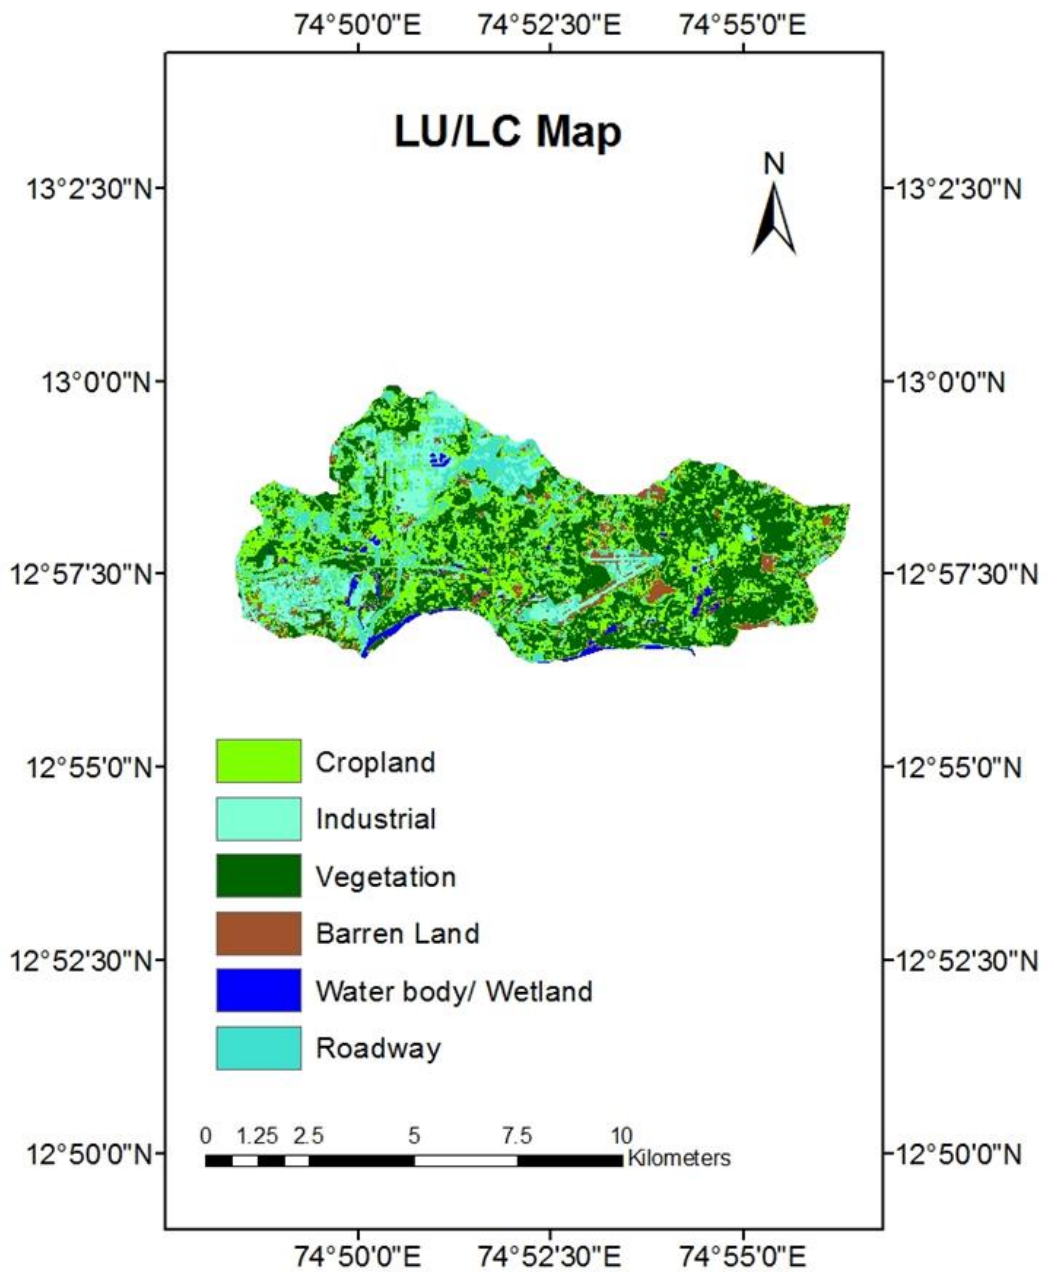 74°50'0"E 74°52'30"E 74°55'0"E
LU/LC Map
N
13°2'30"N 13°2'30"N
13°0'0"N 13°0'0"N
12°57'30"N 12°57'30"N
12°55'0"N 12°55'0"N
Cropland
Industrial
Vegetation
Barren Land
12°52'30"N 12°52'30"N
Water body/ Wetland
Roadway
0 1.25 2.5 5 7.5 10
Kilometers
12°50'0"N 12°50'0"N
74°50'0"E 74°52'30"E 74°55'0"E